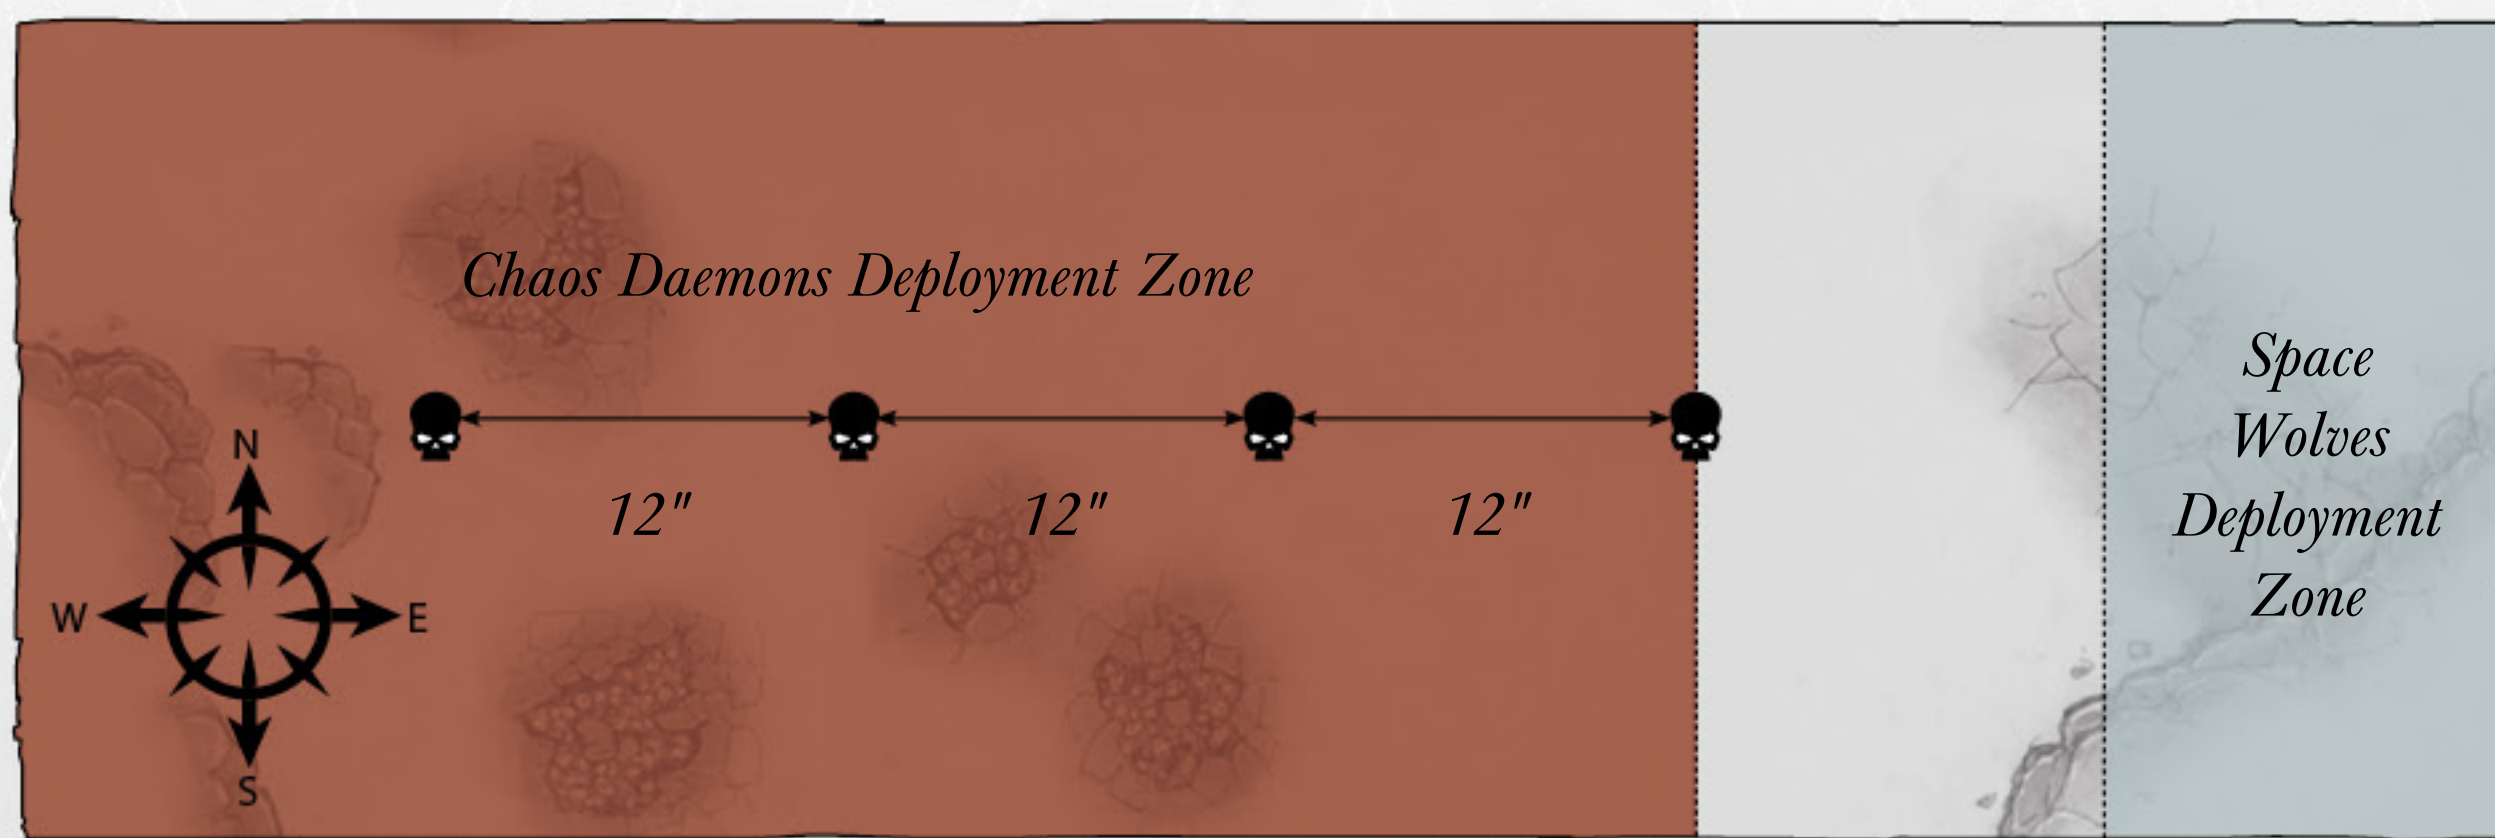 Chaos Daemons Deployment Zone
Space
Wolves
Deployment
Zone
12"
12"
12"
N
W
E
S